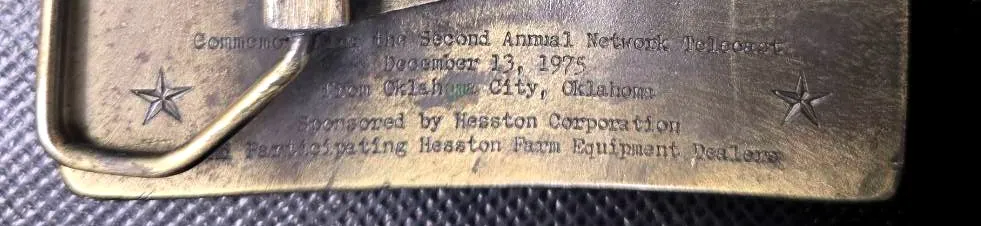 Commemorating the Second Annual Network Telecast
December 13, 1975
from Oklahoma City, Oklahoma
Sponsored by Hesston Corporation
Participating Hesston Farm Equipment Dealers